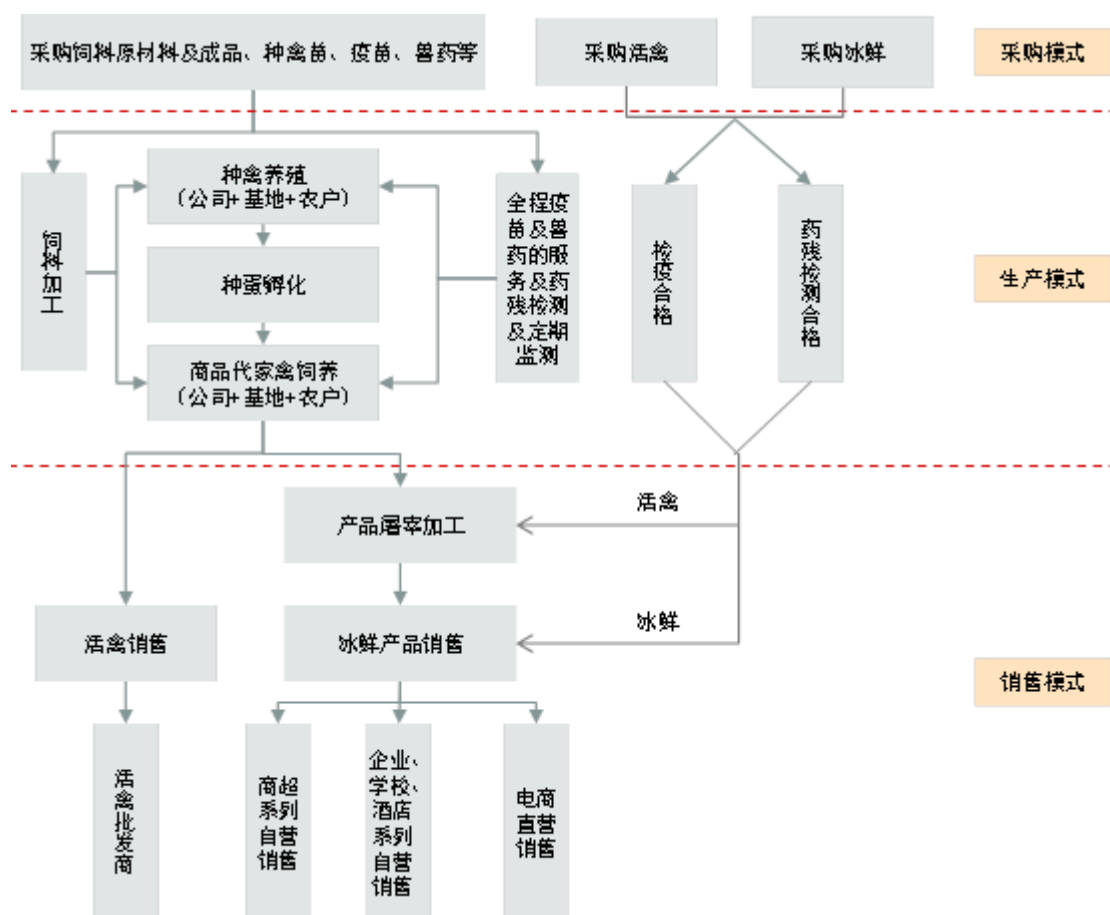 采购饲料原材料及成品、种禽苗、疫苗、兽药等
采购活禽
采购冰鲜
采购模式
种禽养殖
（公司+基地+农户）
饲料加工
种蛋孵化
商品代家禽饲养
（公司+基地+农户）
全程疫
苗及兽
药的服
务及药
残检测
及定期
监测
检疫合格
药残检测合格
生产模式
活禽
产品屠宰加工
冰鲜
活禽销售
冰鲜产品销售
销售模式
活禽批发商
商超
系列
自营
销售
企业、
学校、
酒店
系列
自营
销售
电商
直营
销售